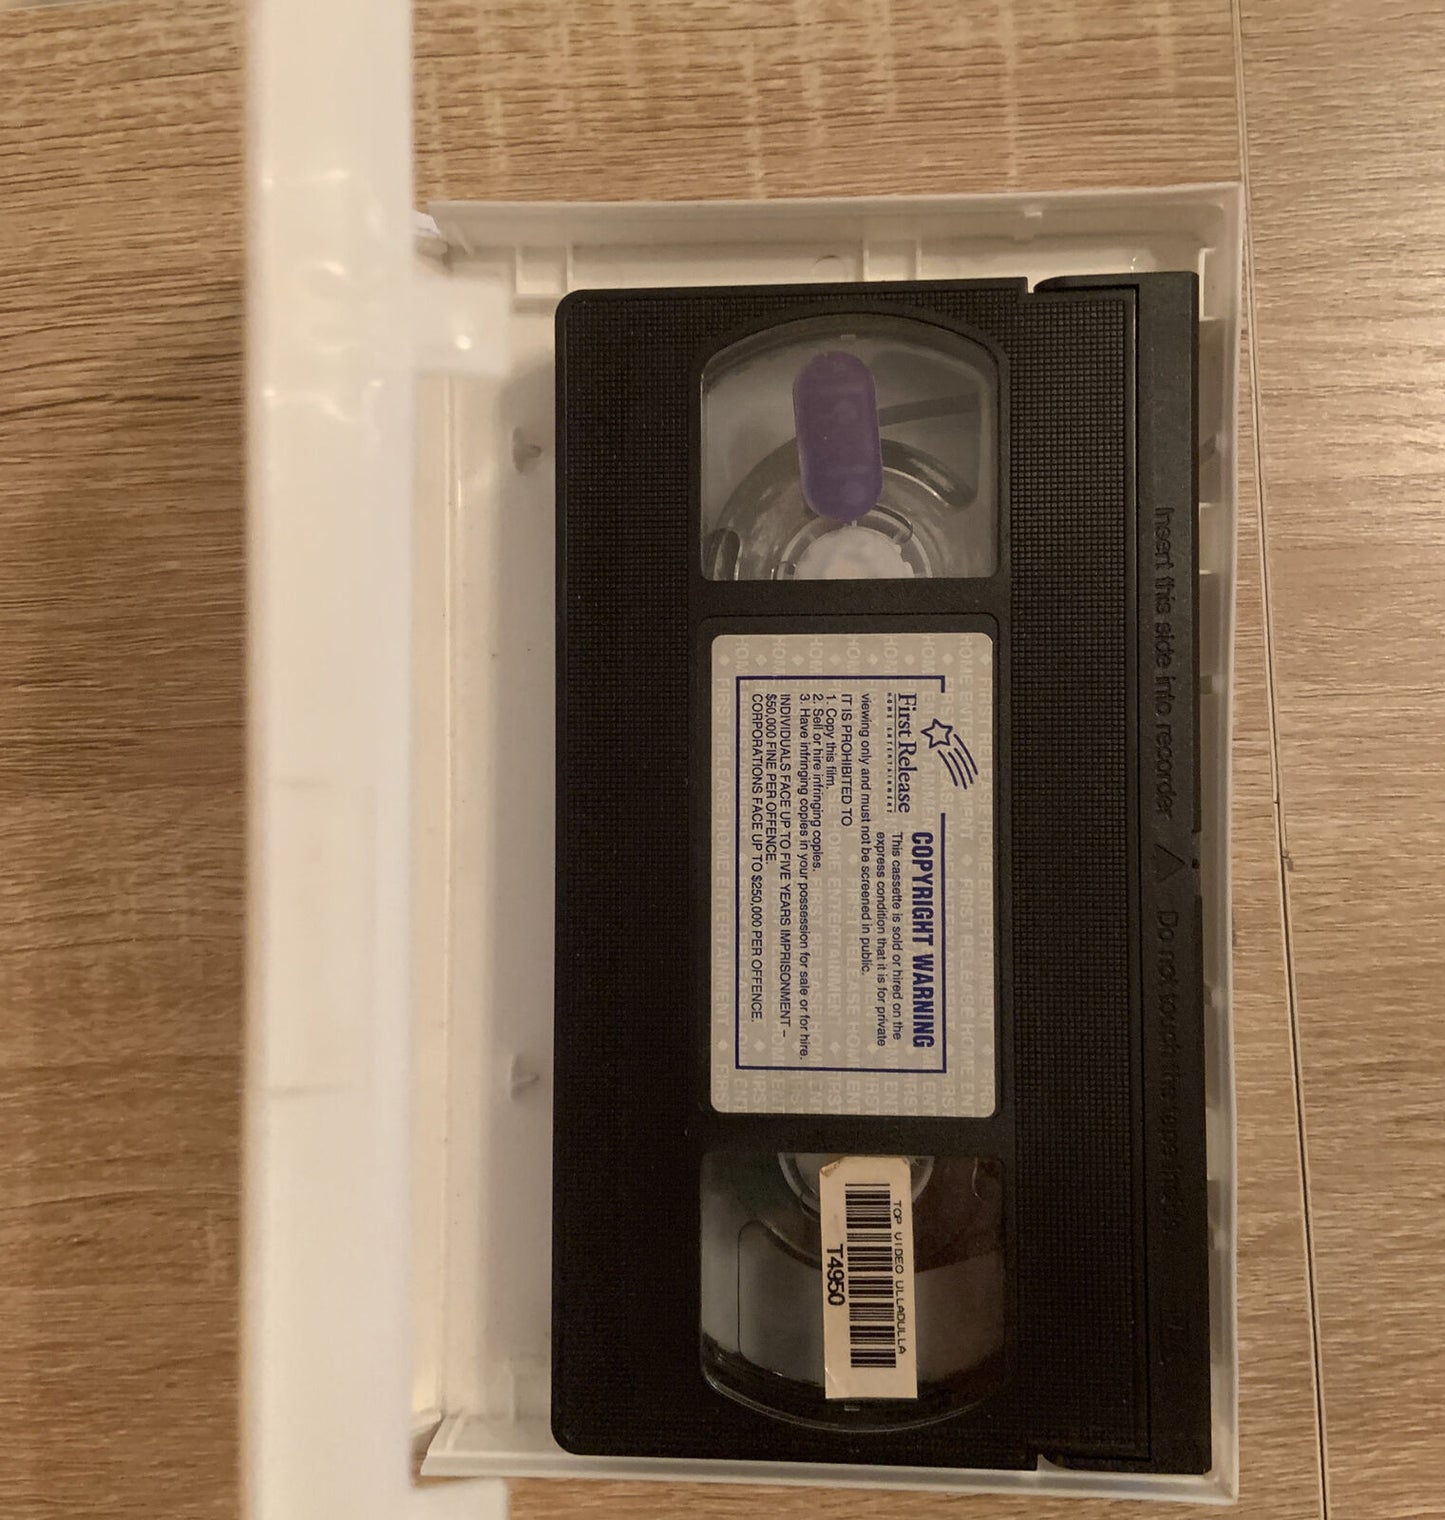 First Release
HOME ENTERTAINMENT
COPYRIGHT WARNING
This cassette is sold or hired on the
express condition that it is for private
viewing only and must not be screened in public.
IT IS PROHIBITED TO
1. Copy this film.
2. Sell or hire infringing copies.
3. Have infringing copies in your possession for sale or for hire.
INDIVIDUALS FACE UP TO FIVE YEARS IMPRISONMENT –
$50,000 FINE PER OFFENCE.
CORPORATIONS FACE UP TO $250,000 PER OFFENCE.
FIRST RELEASE HOME ENTERTAINMENT
TOP VIDEO ULLADULLA
T4950
Insert this side into recorder
Do not touch the tape inside